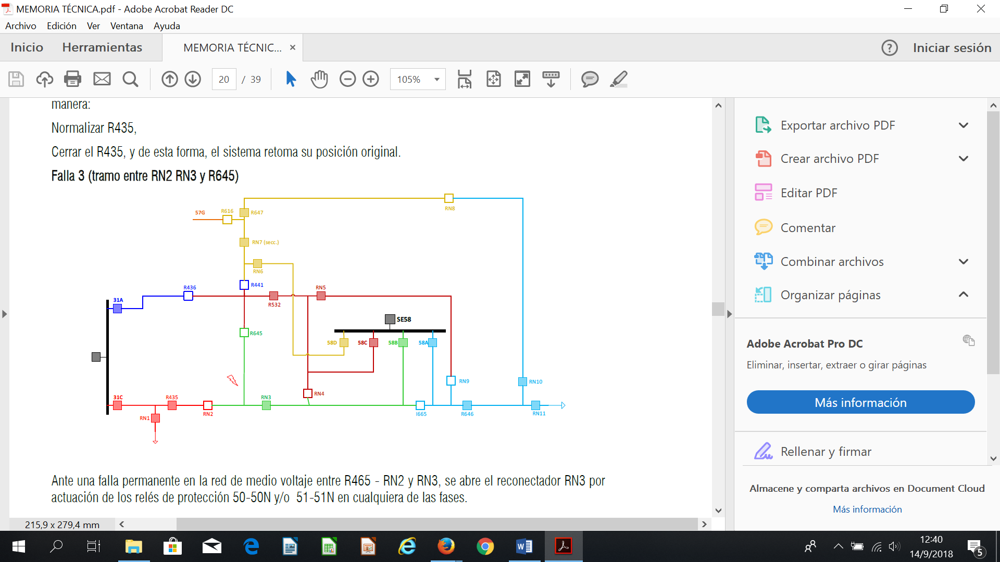 MEMORIA TÉCNICA.pdf - Adobe Acrobat Reader DC
Archivo Edición Ver Ventana Ayuda
Inicio Herramientas MEMORIA TÉCNIC... × ? Iniciar sesión
20 / 39 105%
manera:
Normalizar R435,
Cerrar el R435, y de esta forma, el sistema retoma su posición original.
Falla 3 (tramo entre RN2 RN3 y R645)
RN8
57G R616 R647
RN7 (secc.)
RN6
R436 R441 RN5
R532
31A
SE58
R645
58D 58C 58B 58A
RN9 RN10
RN4
31C R435 RN3
RN1 RN2 I665 R646 RN11
Ante una falla permanente en la red de medio voltaje entre R465 - RN2 y RN3, se abre el reconectador RN3 por
actuación de los relés de protección 50-50N y/o 51-51N en cualquiera de las fases.
215,9 x 279,4 mm
Exportar archivo PDF
Crear archivo PDF
Editar PDF
Comentar
Combinar archivos
Organizar páginas
Adobe Acrobat Pro DC
Eliminar, insertar, extraer o girar páginas
Más información
Rellenar y firmar
Almacene y comparta archivos en Document Cloud
Más información
12:40
14/9/2018
5